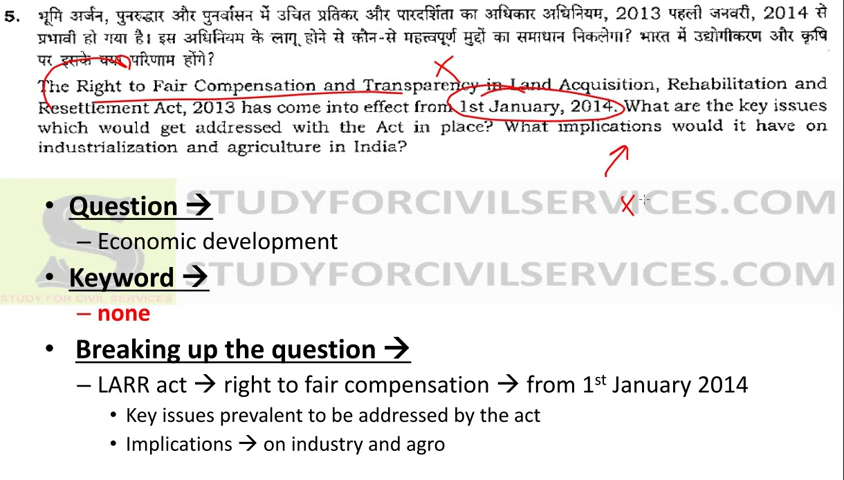 5. भूमि अर्जन, पुनरुद्धार और पुनर्वासन में उचित प्रतिकर और पारदर्शिता का अधिकार अधिनियम, 2013 पहली जनवरी, 2014 से
प्रभावी हो गया है। इस अधिनियम के लागू होने से कौन-से महत्त्वपूर्ण मुद्दों का समाधान निकलेगा? भारत में उद्योगीकरण और कृषि
पर इसके क्या परिणाम होंगे?
The Right to Fair Compensation and Transparency in Land Acquisition, Rehabilitation and
Resettlement Act, 2013 has come into effect from 1st January, 2014. What are the key issues
which would get addressed with the Act in place? What implications would it have on
industrialization and agriculture in India?
STUDYFORCIVILSERVICES.COM
• Question →
– Economic development
STUDYFORCIVILSERVICES.COM
• Keyword →
STUDY FOR CIVIL SERVICES
– none
• Breaking up the question →
– LARR act → right to fair compensation → from 1st January 2014
• Key issues prevalent to be addressed by the act
• Implications → on industry and agro